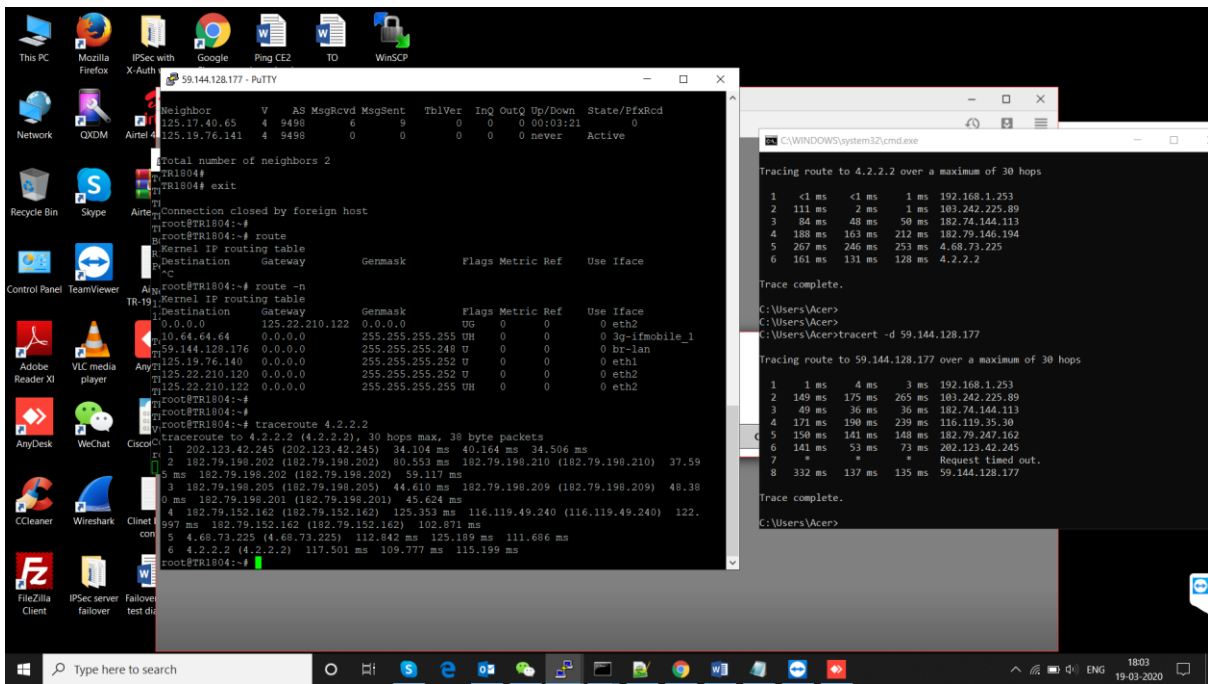 This PC
Mozilla
Firefox
IPSec with
X-Auth
Google
Ping CE2
TO
WinSCP
Network
QXDM
Airtel 4
Recycle Bin
Skype
Airte
Control Panel
TeamViewer
TR-19
Adobe
Reader XI
VLC media
player
Any
AnyDesk
WeChat
Cisco
CCleaner
Wireshark
Clinet
con
FileZilla
Client
IPSec server
failover
Failove
test dia
59.144.128.177 - PuTTY
Neighbor V AS MsgRcvd MsgSent TblVer InQ OutQ Up/Down State/PfxRcd
125.17.40.65 4 9498 6 9 0 0 0 00:03:21 0
125.19.76.141 4 9498 0 0 0 0 0 never Active
Total number of neighbors 2
TR1804#
TR1804# exit
Connection closed by foreign host
root@TR1804:~#
root@TR1804:~# route
Kernel IP routing table
Destination Gateway Genmask Flags Metric Ref Use Iface
^C
root@TR1804:~# route -n
Kernel IP routing table
Destination Gateway Genmask Flags Metric Ref Use Iface
0.0.0.0 125.22.210.122 0.0.0.0 UG 0 0 0 eth2
10.64.64.64 0.0.0.0 255.255.255.255 UH 0 0 0 3g-ifmobile_1
59.144.128.176 0.0.0.0 255.255.255.248 U 0 0 0 br-lan
125.19.76.140 0.0.0.0 255.255.255.252 U 0 0 0 eth1
125.22.210.120 0.0.0.0 255.255.255.252 U 0 0 0 eth2
125.22.210.122 0.0.0.0 255.255.255.255 UH 0 0 0 eth2
root@TR1804:~#
root@TR1804:~#
root@TR1804:~# traceroute 4.2.2.2
traceroute to 4.2.2.2 (4.2.2.2), 30 hops max, 38 byte packets
1 202.123.42.245 (202.123.42.245) 34.104 ms 40.164 ms 34.506 ms
2 182.79.198.202 (182.79.198.202) 80.553 ms 182.79.198.210 (182.79.198.210) 37.59
5 ms 182.79.198.202 (182.79.198.202) 59.117 ms
3 182.79.198.205 (182.79.198.205) 44.610 ms 182.79.198.209 (182.79.198.209) 48.38
0 ms 182.79.198.201 (182.79.198.201) 45.624 ms
4 182.79.152.162 (182.79.152.162) 125.353 ms 116.119.49.240 (116.119.49.240) 122.
997 ms 182.79.152.162 (182.79.152.162) 102.871 ms
5 4.68.73.225 (4.68.73.225) 112.842 ms 125.189 ms 111.686 ms
6 4.2.2.2 (4.2.2.2) 117.501 ms 109.777 ms 115.199 ms
root@TR1804:~#
C:\WINDOWS\system32\cmd.exe
Tracing route to 4.2.2.2 over a maximum of 30 hops
1 <1 ms <1 ms 1 ms 192.168.1.253
2 111 ms 2 ms 1 ms 103.242.225.89
3 84 ms 48 ms 50 ms 182.74.144.113
4 188 ms 163 ms 212 ms 182.79.146.194
5 267 ms 246 ms 253 ms 4.68.73.225
6 161 ms 131 ms 128 ms 4.2.2.2
Trace complete.
C:\Users\Acer>
C:\Users\Acer>
C:\Users\Acer>tracert -d 59.144.128.177
Tracing route to 59.144.128.177 over a maximum of 30 hops
1 1 ms 4 ms 3 ms 192.168.1.253
2 149 ms 175 ms 265 ms 103.242.225.89
3 49 ms 36 ms 36 ms 182.74.144.113
4 171 ms 190 ms 239 ms 116.119.35.30
5 150 ms 141 ms 148 ms 182.79.247.162
6 141 ms 53 ms 73 ms 202.123.42.245
7 * * * Request timed out.
8 332 ms 137 ms 135 ms 59.144.128.177
Trace complete.
C:\Users\Acer>
Type here to search
ENG
18:03
19-03-2020